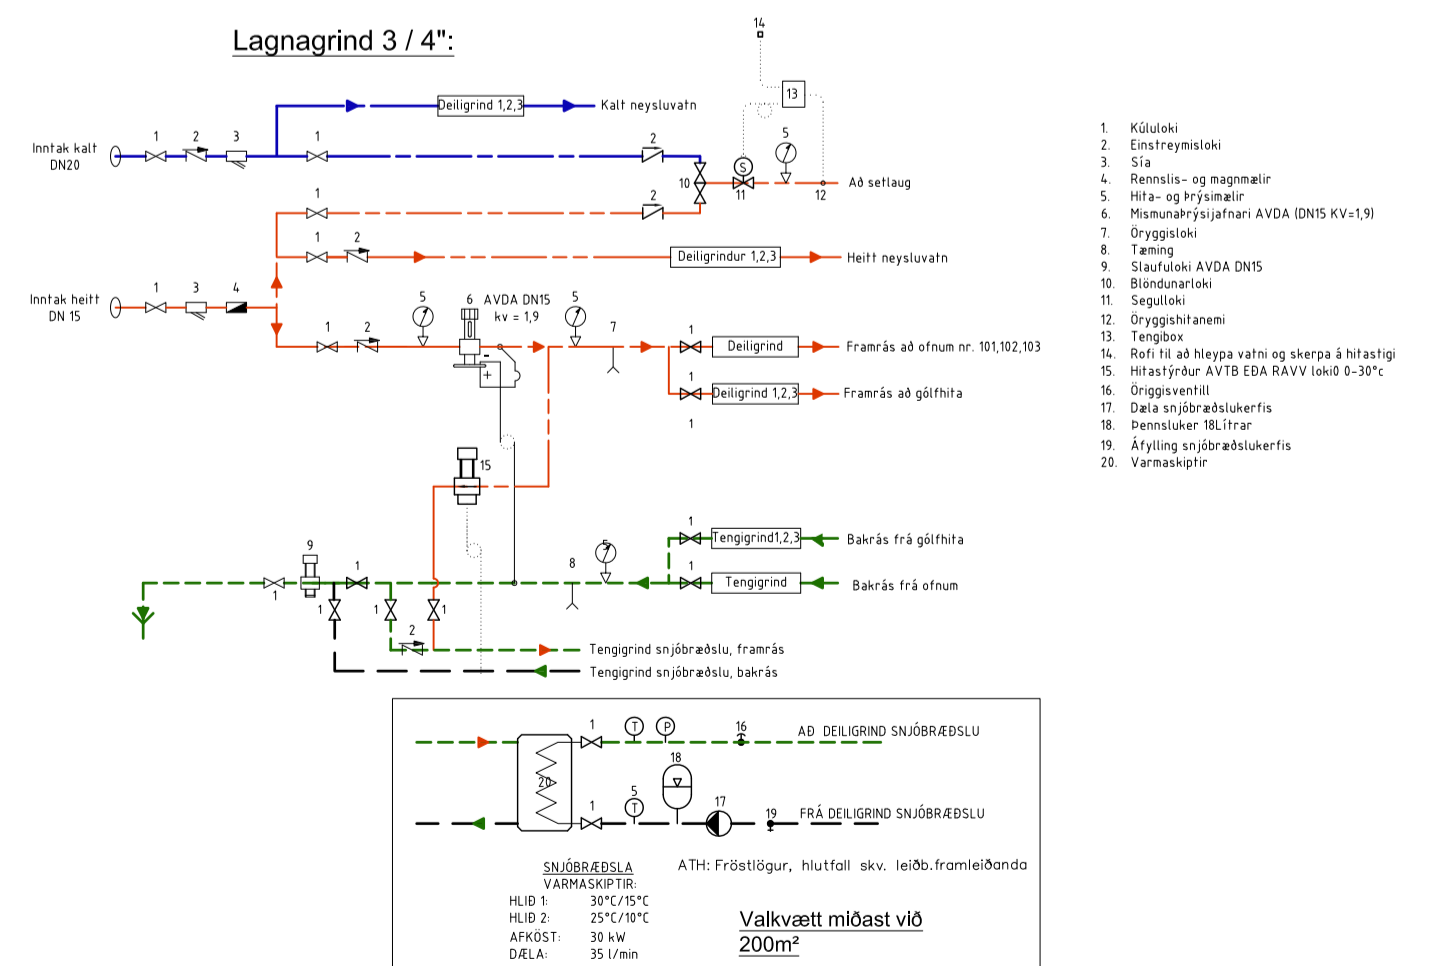 Lagnagrind 3 / 4":
14
13
Deiligrind 1,2,3
Kalt neysluvatn
Inntak kalt
DN20
1
2
3
1
2
5
S
10
11
12
Að setlaug
1
2
1
2
Deiligrindur 1,2,3
Heitt neysluvatn
Inntak heitt
DN 15
1
3
4
5
6
AVDA DN15
kv = 1,9
5
7
1
2
-
+
1
Deiligrind
Framrás að ofnum nr. 101,102,103
1
Deiligrind 1,2,3
Framrás að gólfhita
1
15
1
Tengigrind1,2,3
Bakrás frá gólfhita
9
1
8
5
1
Tengigrind
Bakrás frá ofnum
1
1
1
1
2
Tengigrind snjóbræðslu, framrás
Tengigrind snjóbræðslu, bakrás
1. Kúluloki
2. Einstreymisloki
3. Sía
4. Rennslis- og magnmælir
5. Hita- og Þrýsimælir
6. MismunaÞrýsijafnari AVDA (DN15 KV=1,9)
7. Öryggisloki
8. Tæming
9. Slaufuloki AVDA DN15
10. Blöndunarloki
11. Segulloki
12. Öryggishitanemi
13. Tengibox
14. Rofi til að hleypa vatni og skerpa á hitastigi
15. Hitastýrður AVTB EÐA RAVV loki0 0-30°c
16. Öriggisventill
17. Dæla snjóbræðslukerfis
18. Þennsluker 18Lítrar
19. Áfylling snjóbræðslukerfis
20. Varmaskiptir
1
T
P
16
AÐ DEILIGRIND SNJÓBRÆÐSLU
20
18
1
5
T
17
19
FRÁ DEILIGRIND SNJÓBRÆÐSLU
SNJÓBRÆÐSLA
VARMASKIPTIR:
HLIÐ 1: 30°C/15°C
HLIÐ 2: 25°C/10°C
AFKÖST: 30 kW
DÆLA: 35 l/min
ATH: Fröstlögur, hlutfall skv. leiðb.framleiðanda
Valkvætt miðast við
200m²